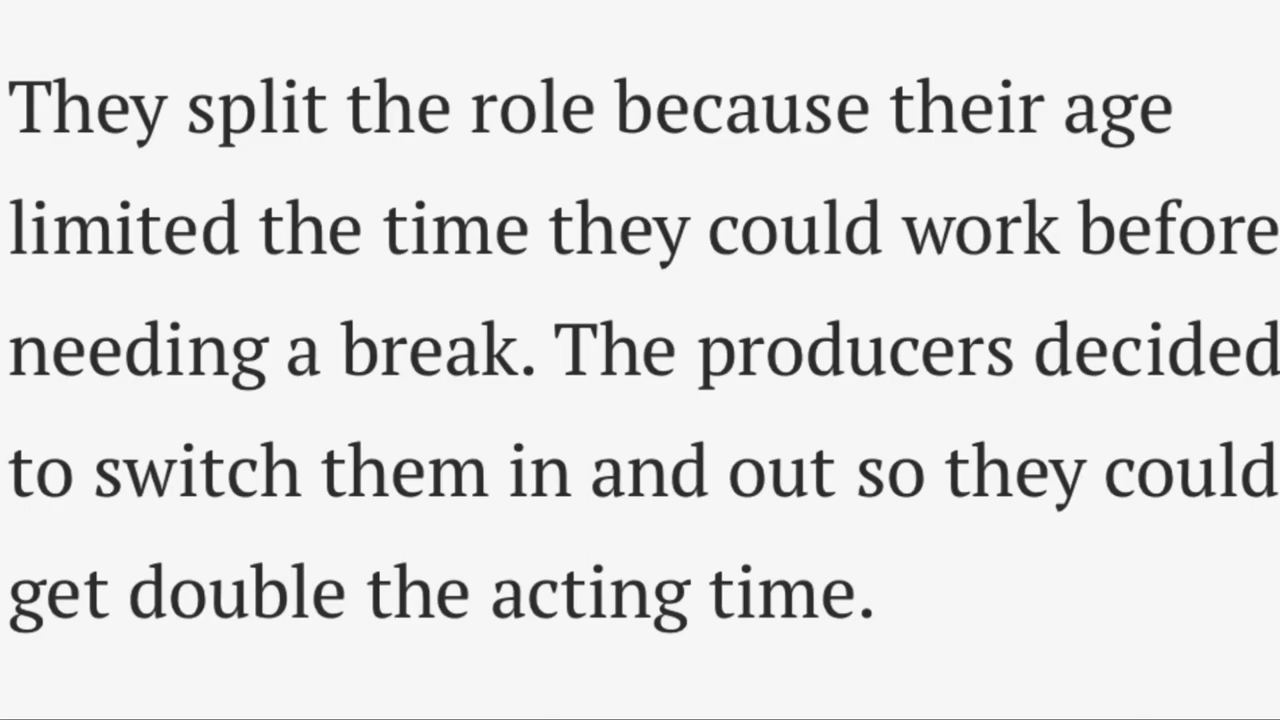 They split the role because their age
limited the time they could work before
needing a break. The producers decided
to switch them in and out so they could
get double the acting time.